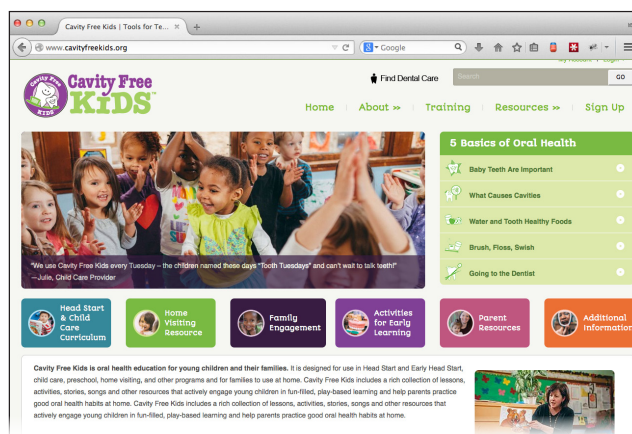 Cavity Free Kids | Tools for Te...
www.cavityfreekids.org
Google
My Account | Login
Cavity Free
KIDS
Cavity Free
KIDS™
Find Dental Care
Search
GO
Home
About »
Training
Resources »
Sign Up
5 Basics of Oral Health
Baby Teeth Are Important
What Causes Cavities
Water and Tooth Healthy Foods
Brush, Floss, Swish
Going to the Dentist
"We use Cavity Free Kids every Tuesday – the children named these days "Tooth Tuesdays" and can't wait to talk teeth!"
—Julie, Child Care Provider
Head Start
& Child
Care
Curriculum
Home
Visiting
Resource
Family
Engagement
Activities
for Early
Learning
Parent
Resources
Additional
Information
Cavity Free Kids is oral health education for young children and their families. It is designed for use in Head Start and Early Head Start,
child care, preschool, home visiting, and other programs and for families to use at home. Cavity Free Kids includes a rich collection of lessons,
activities, stories, songs and other resources that actively engage young children in fun-filled, play-based learning and help parents practice
good oral health habits at home. Cavity Free Kids includes a rich collection of lessons, activities, stories, songs and other resources that
actively engage young children in fun-filled, play-based learning and help parents practice good oral health habits at home.